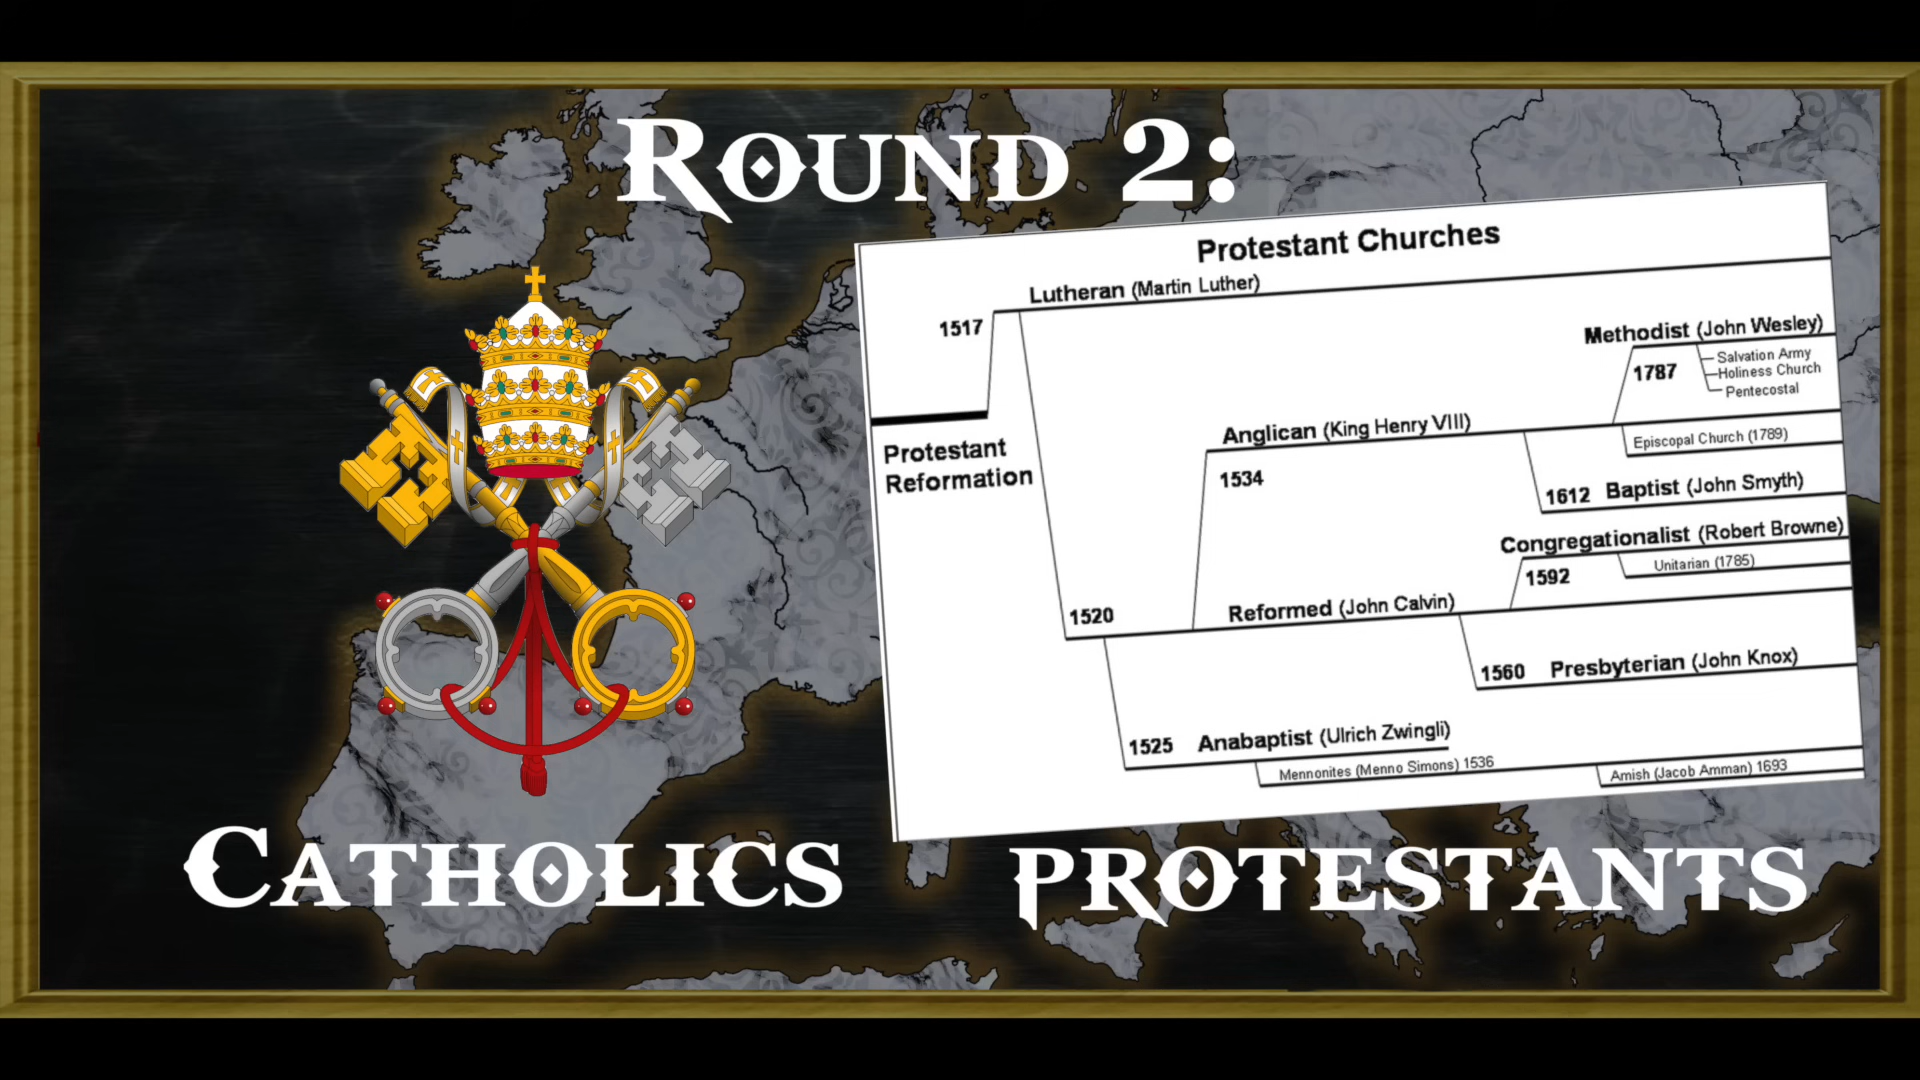 ROUND 2:
Protestant Churches
Lutheran (Martin Luther)
1517
Methodist (John Wesley)
1787
Salvation Army
Holiness Church
Pentecostal
Protestant
Reformation
Anglican (King Henry VIII)
1534
Episcopal Church (1789)
1612 Baptist (John Smyth)
Congregationalist (Robert Browne)
1592
Unitarian (1785)
1520
Reformed (John Calvin)
1560 Presbyterian (John Knox)
1525 Anabaptist (Ulrich Zwingli)
Mennonites (Menno Simons) 1536
Amish (Jacob Amman) 1693
CATHOLICS
PROTESTANTS